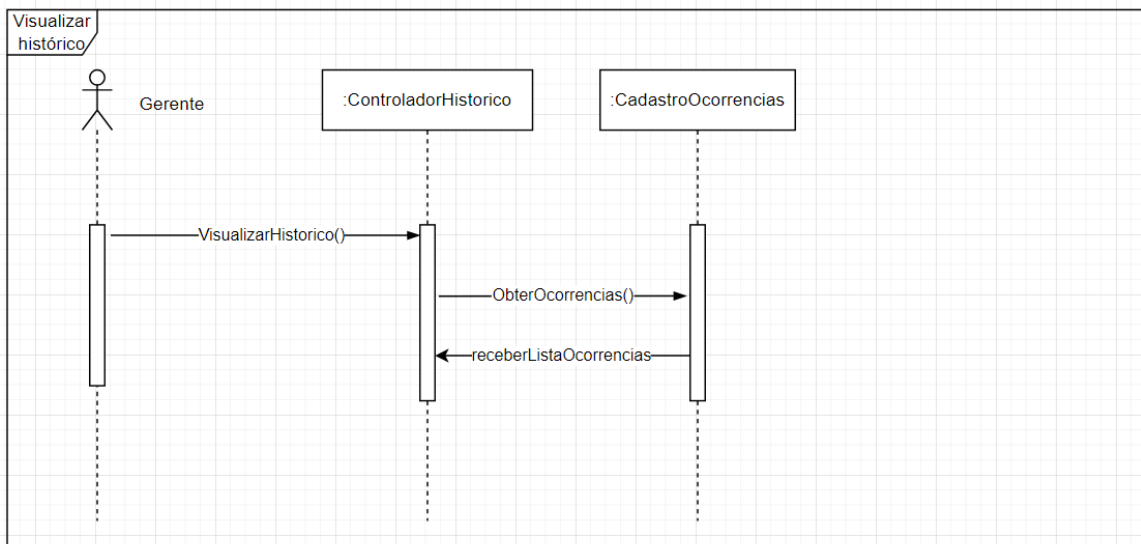 Visualizar
histórico
Gerente
:ControladorHistorico
:CadastroOcorrencias
VisualizarHistorico()
ObterOcorrencias()
receberListaOcorrencias